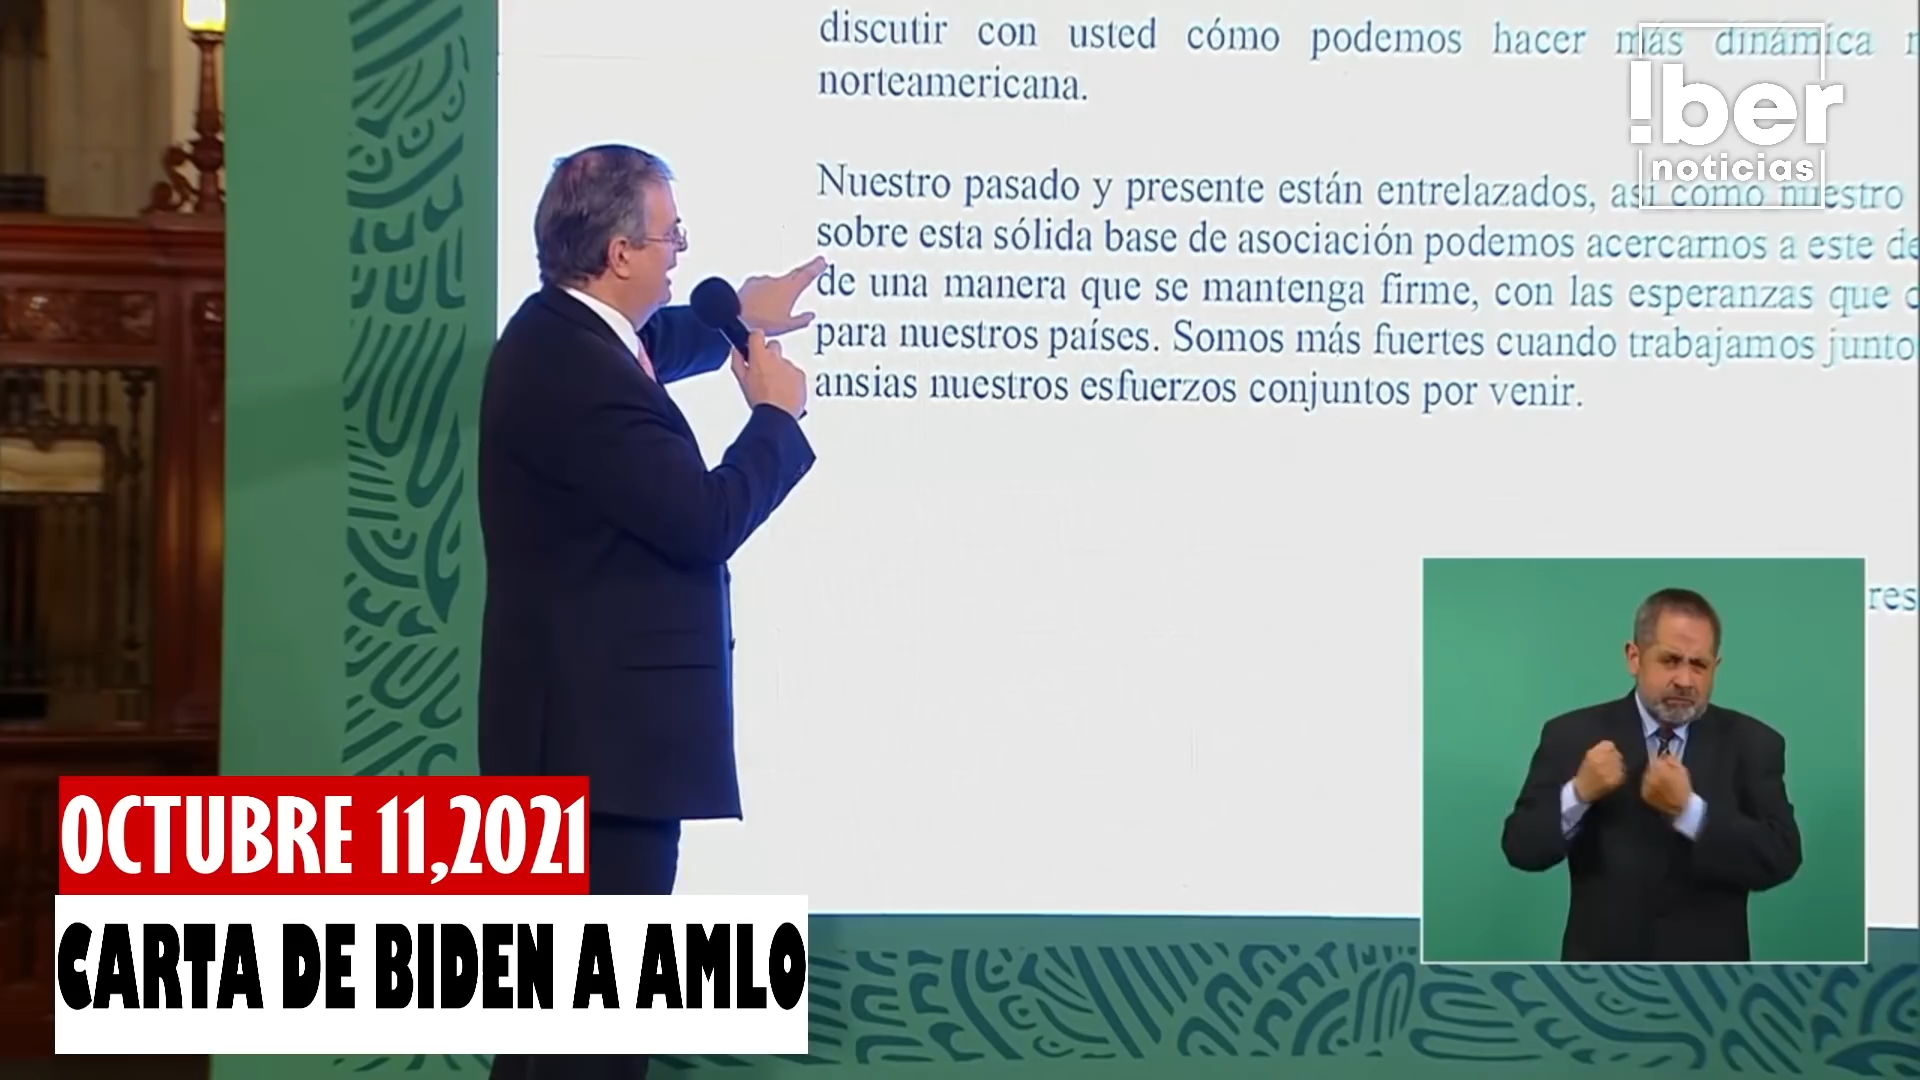 discutir con usted cómo podemos hacer más dinámica
norteamericana.
Nuestro pasado y presente están entrelazados, así como nuestro
sobre esta sólida base de asociación podemos acercarnos a este de
de una manera que se mantenga firme, con las esperanzas que
para nuestros países. Somos más fuertes cuando trabajamos junto
ansias nuestros esfuerzos conjuntos por venir.
res
!ber
noticias
OCTUBRE 11,2021
CARTA DE BIDEN A AMLO